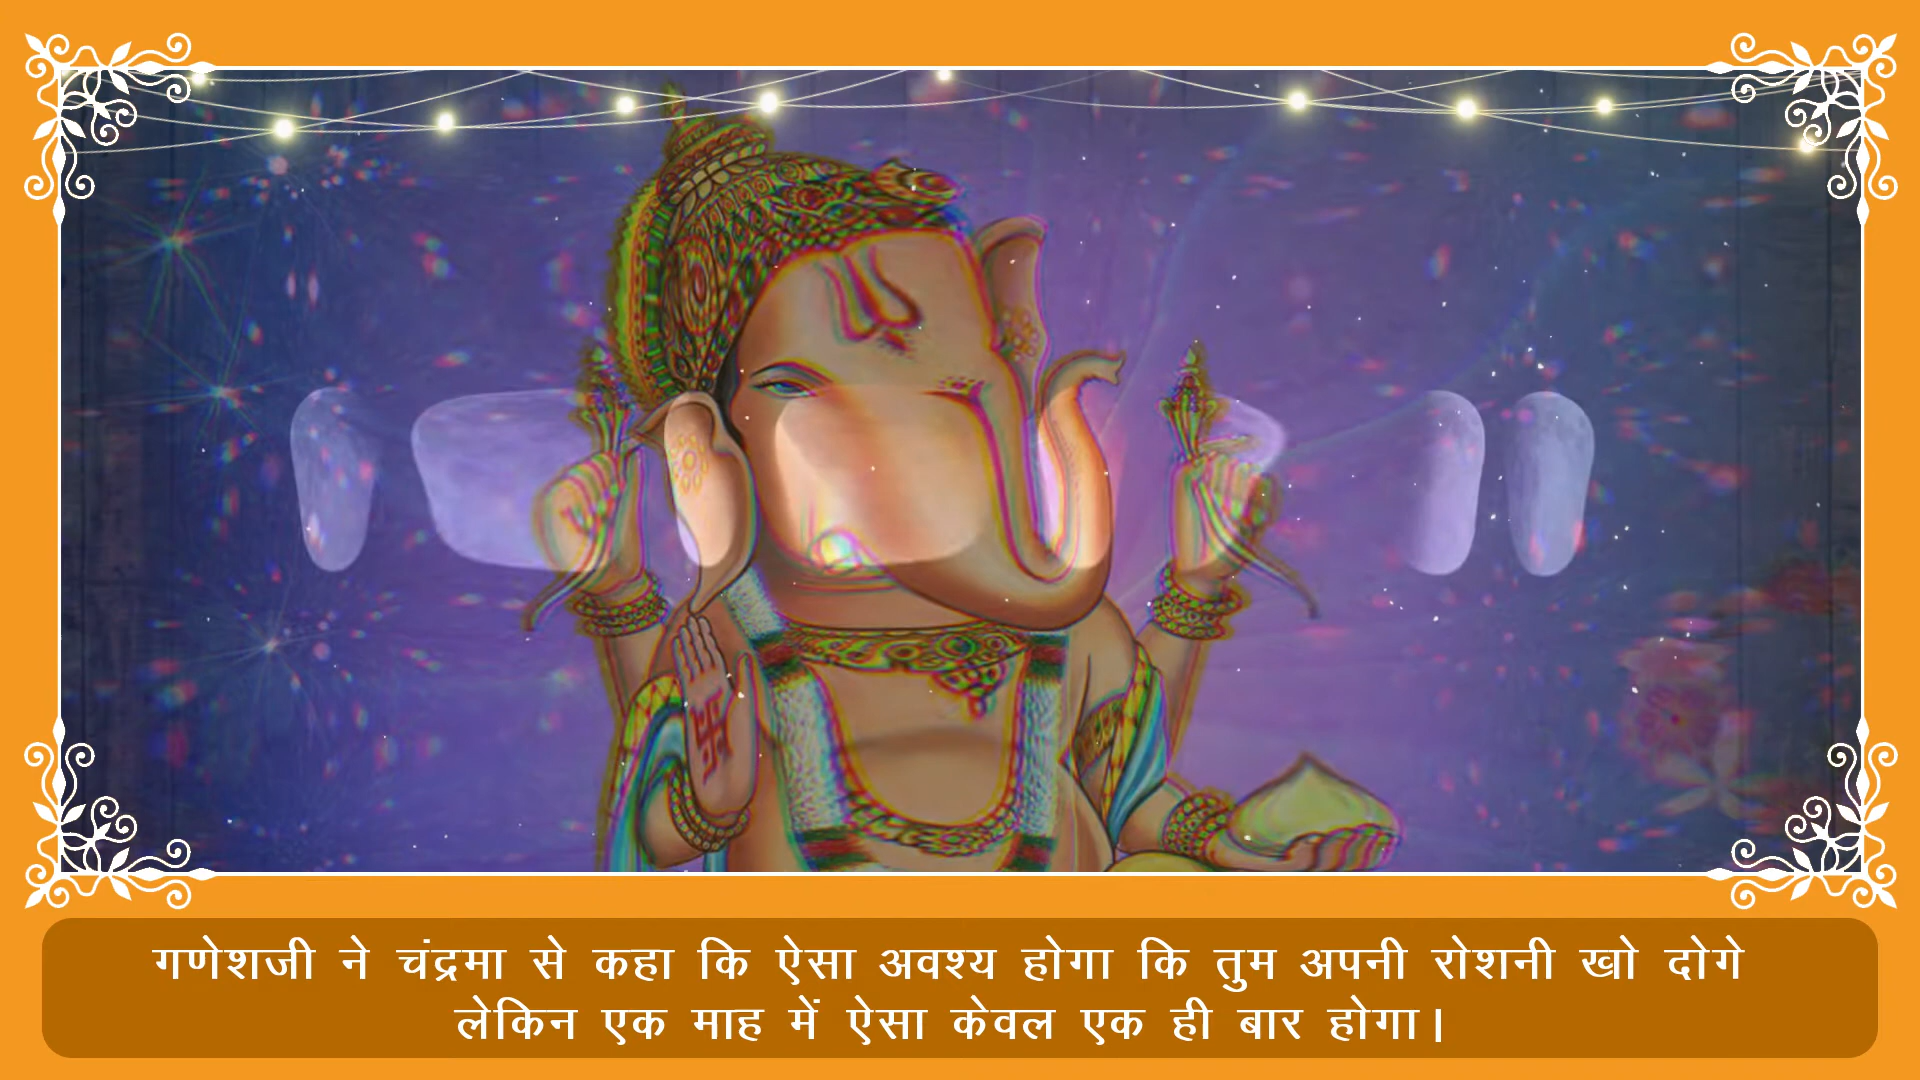 गणेशजी ने चंद्रमा से कहा कि ऐसा अवश्य होगा कि तुम अपनी रोशनी खो दोगे
लेकिन एक माह में ऐसा केवल एक ही बार होगा।